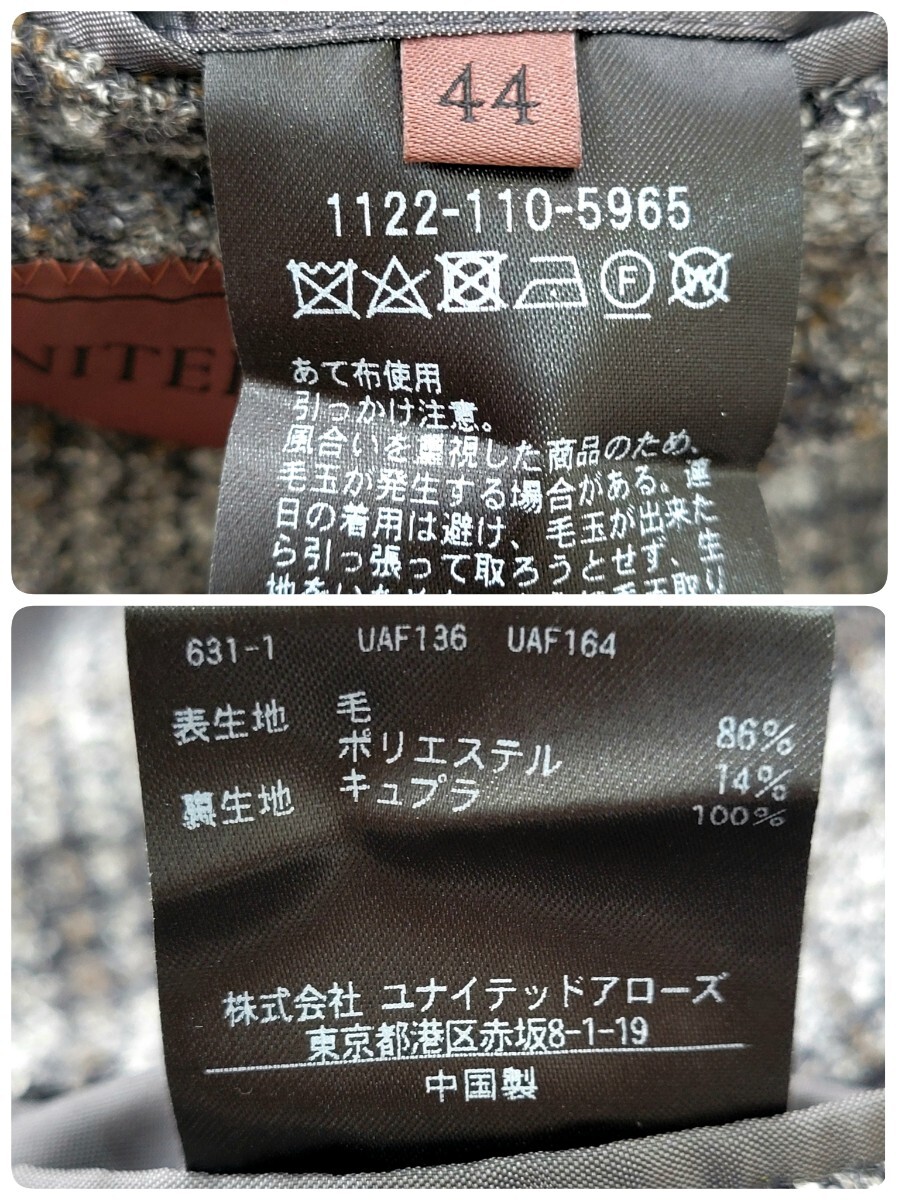 44
1122-110-5965
F
W
NITE
あて布使用
引っかけ注意。
風合いを重視した商品のため、
毛玉が発生する場合がある。連
日の着用は避け、毛玉が出来た
ら引っ張って取ろうとせず、生
631-1 UAF136 UAF164
表生地 毛 86%
ポリエステル 14%
裏生地 キュプラ 100%
株式会社 ユナイテッドアローズ
東京都港区赤坂8-1-19
中国製